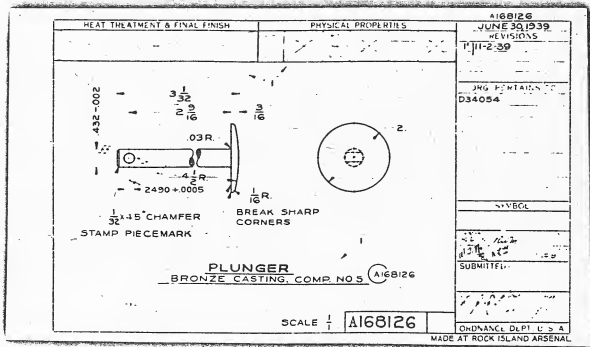 A168126
HEAT TREATMENT & FINAL FINISH
PHYSICAL PROPERTIES
JUNE 30, 1939
REVISIONS
11-2-39
DRG. PERTAINS TO
D34054
3 1/32
2 9/16
3/16
.432-.002
.03R.
2.
4 1/2 R.
.2490+.0005
1/16 R.
1/32 X 45° CHAMFER
BREAK SHARP
CORNERS
STAMP PIECEMARK
SYMBOL
PLUNGER
BRONZE CASTING, COMP. NO 5
A168126
SUBMITTED
SCALE 1/1
A168126
ORDNANCE DEPT. U S A
MADE AT ROCK ISLAND ARSENAL